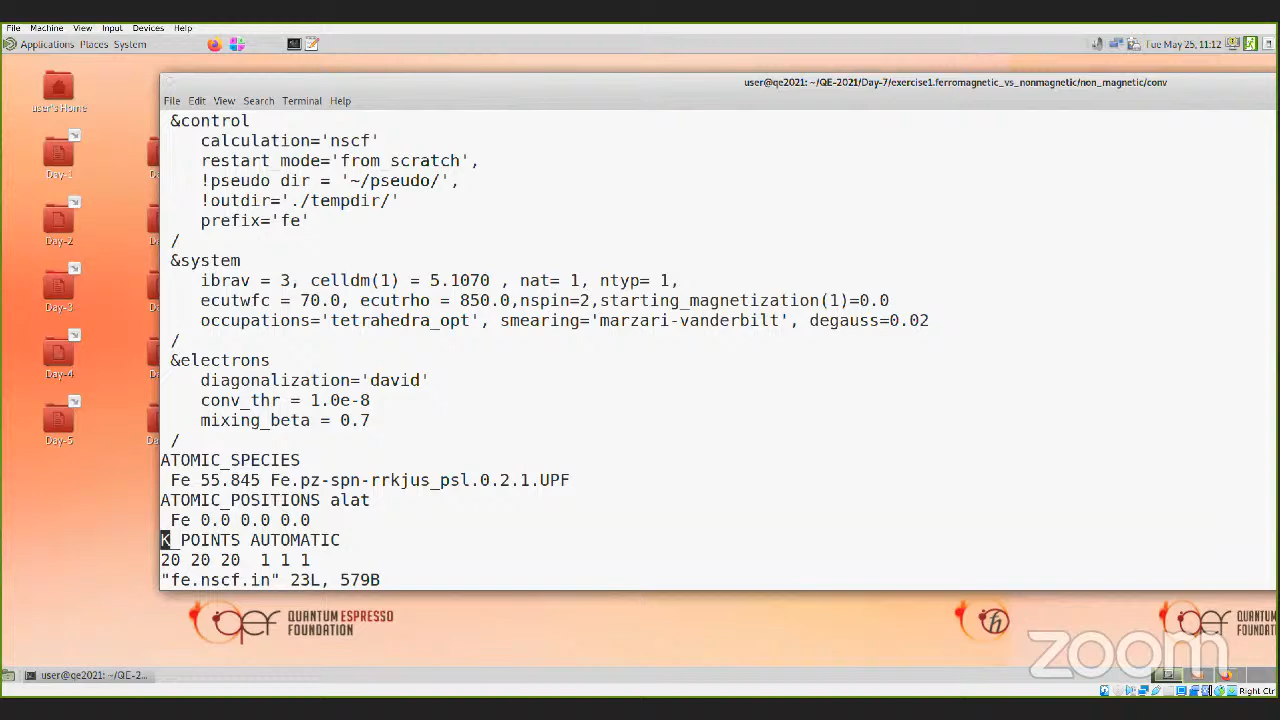 File Machine View Input Devices Help
Applications Places System
Tue May 25, 11:12
user's Home
Day-1
Day-2
Day-3
Day-4
Day-5
user@qe2021: ~/QE-2021/Day-7/exercise1.ferromagnetic_vs_nonmagnetic/non_magnetic/conv
File Edit View Search Terminal Help
&control
calculation='nscf'
restart_mode='from_scratch',
!pseudo_dir = '~/pseudo/',
!outdir='./tempdir/'
prefix='fe'
/
&system
ibrav = 3, celldm(1) = 5.1070 , nat= 1, ntyp= 1,
ecutwfc = 70.0, ecutrho = 850.0,nspin=2,starting_magnetization(1)=0.0
occupations='tetrahedra_opt', smearing='marzari-vanderbilt', degauss=0.02
/
&electrons
diagonalization='david'
conv_thr = 1.0e-8
mixing_beta = 0.7
/
ATOMIC_SPECIES
Fe 55.845 Fe.pz-spn-rrkjus_psl.0.2.1.UPF
ATOMIC_POSITIONS alat
Fe 0.0 0.0 0.0
K_POINTS AUTOMATIC
20 20 20 1 1 1
"fe.nscf.in" 23L, 579B
QUANTUM ESPRESSO
FOUNDATION
zoom
user@qe2021: ~/QE-2...
Right Ctr